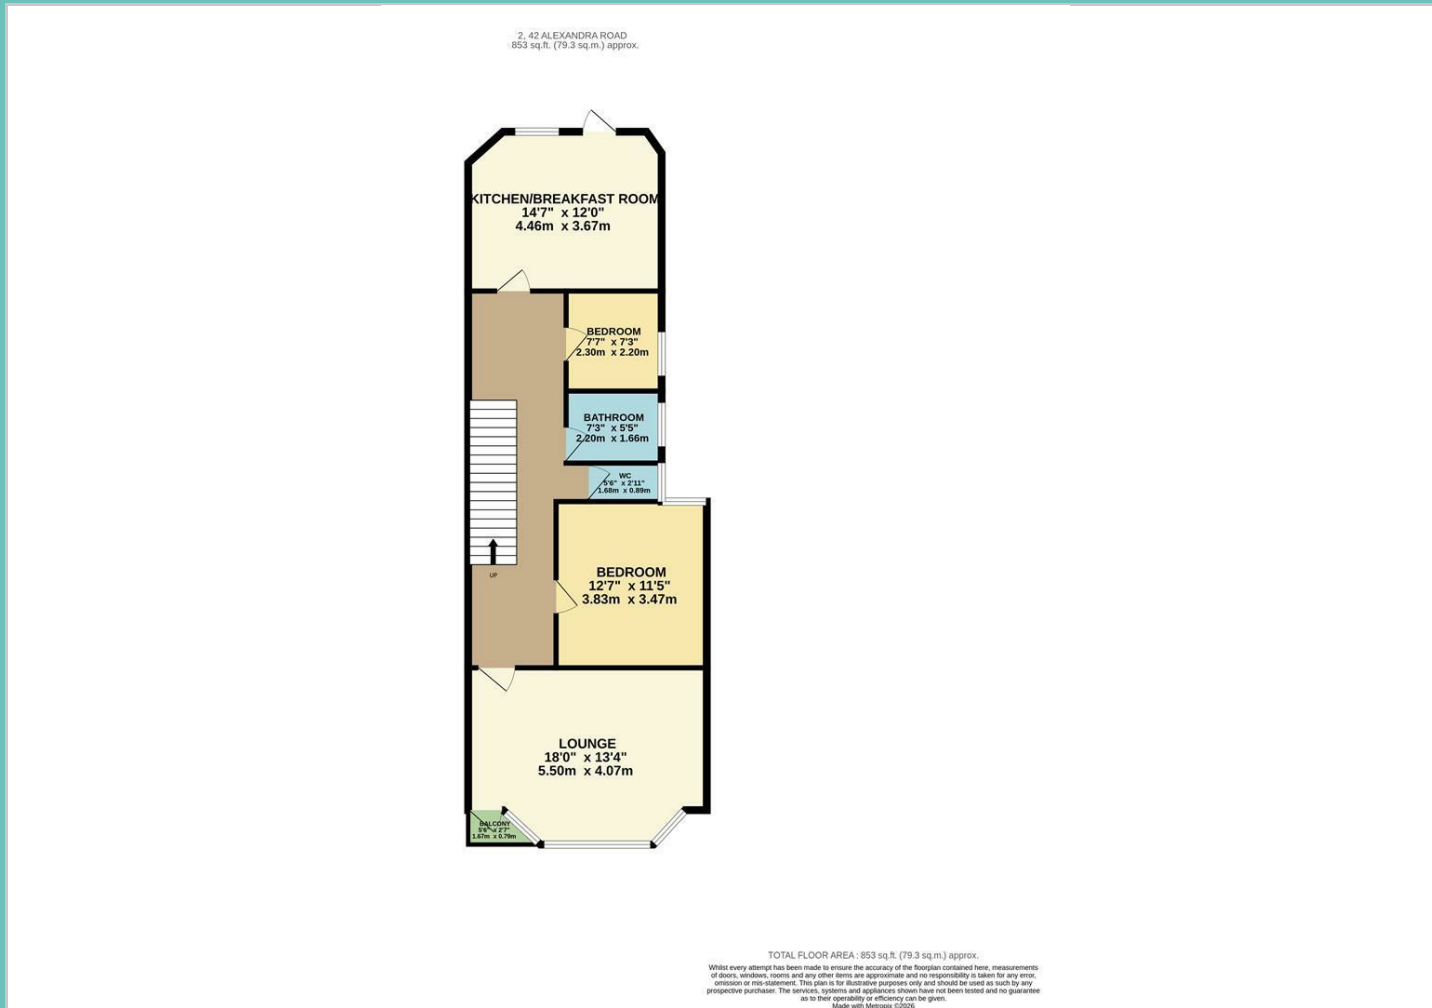 2, 42 ALEXANDRA ROAD
853 sq.ft. (79.3 sq.m.) approx.
KITCHEN/BREAKFAST ROOM
14'7" x 12'0"
4.46m x 3.67m
BEDROOM
7'7" x 7'3"
2.30m x 2.20m
BATHROOM
7'3" x 5'5"
2.20m x 1.66m
WC
5'6" x 2'11"
1.68m x 0.89m
BEDROOM
12'7" x 11'5"
3.83m x 3.47m
UP
LOUNGE
18'0" x 13'4"
5.50m x 4.07m
BALCONY
5'6" x 2'7"
1.67m x 0.79m
TOTAL FLOOR AREA : 853 sq.ft. (79.3 sq.m.) approx.
Whilst every attempt has been made to ensure the accuracy of the floorplan contained here, measurements
of doors, windows, rooms and any other items are approximate and no responsibility is taken for any error,
omission or mis-statement. This plan is for illustrative purposes only and should be used as such by any
prospective purchaser. The services, systems and appliances shown have not been tested and no guarantee
as to their operability or efficiency can be given.
Made with Metropix ©2026